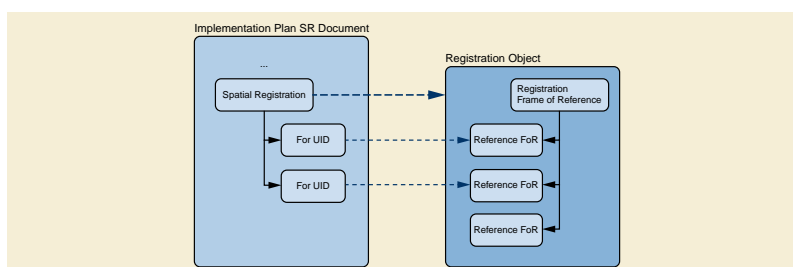 Implementation Plan SR Document
...
Spatial Registration
For UID
For UID
Registration Object
Registration
Frame of Reference
Reference FoR
Reference FoR
Reference FoR